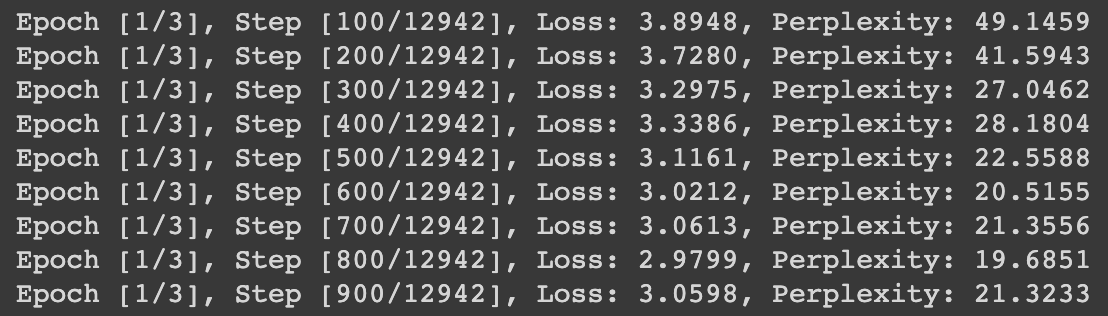 Epoch [1/3], Step [100/12942], Loss: 3.8948, Perplexity: 49.1459
Epoch [1/3], Step [200/12942], Loss: 3.7280, Perplexity: 41.5943
Epoch [1/3], Step [300/12942], Loss: 3.2975, Perplexity: 27.0462
Epoch [1/3], Step [400/12942], Loss: 3.3386, Perplexity: 28.1804
Epoch [1/3], Step [500/12942], Loss: 3.1161, Perplexity: 22.5588
Epoch [1/3], Step [600/12942], Loss: 3.0212, Perplexity: 20.5155
Epoch [1/3], Step [700/12942], Loss: 3.0613, Perplexity: 21.3556
Epoch [1/3], Step [800/12942], Loss: 2.9799, Perplexity: 19.6851
Epoch [1/3], Step [900/12942], Loss: 3.0598, Perplexity: 21.3233